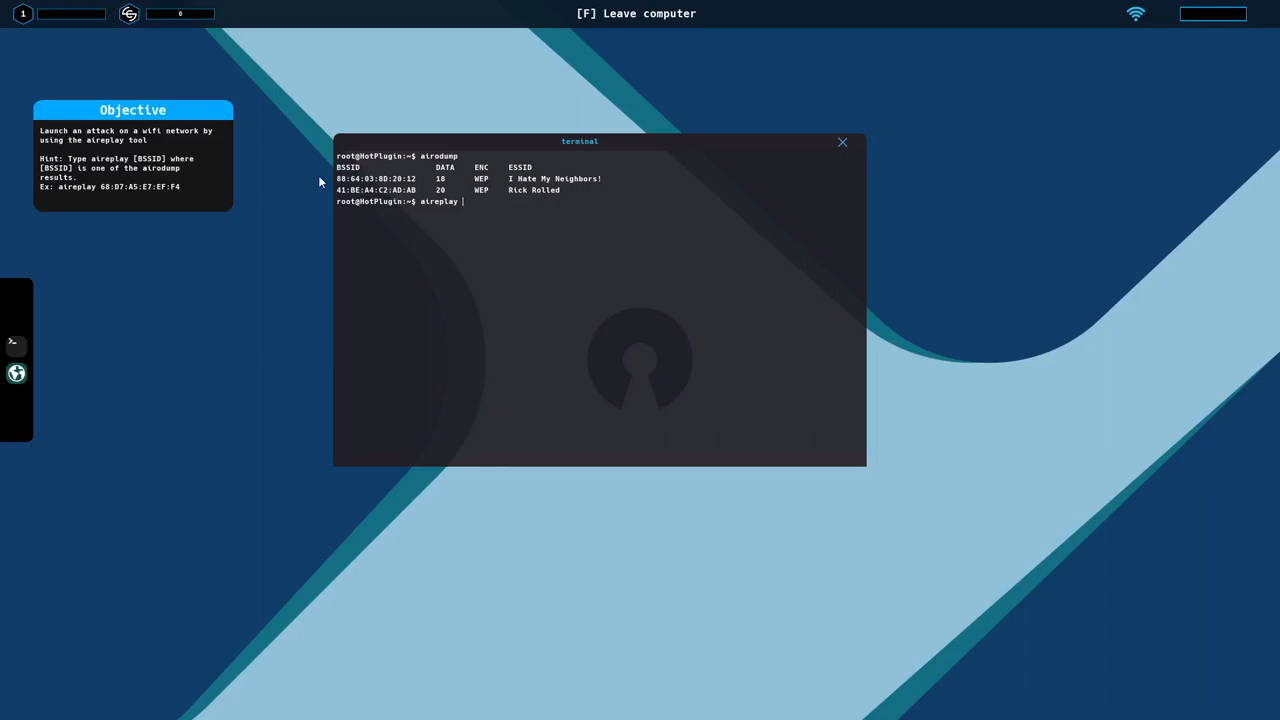 1
0
[F] Leave computer
Objective
Launch an attack on a wifi network by
using the aireplay tool
Hint: Type aireplay [BSSID] where
[BSSID] is one of the airodump
results.
Ex: aireplay 68:D7:A5:E7:EF:F4
terminal
root@HotPlugin:~$ airodump
BSSID DATA ENC ESSID
88:64:03:8D:20:12 18 WEP I Hate My Neighbors!
41:BE:A4:C2:AD:AB 20 WEP Rick Rolled
root@HotPlugin:~$ aireplay